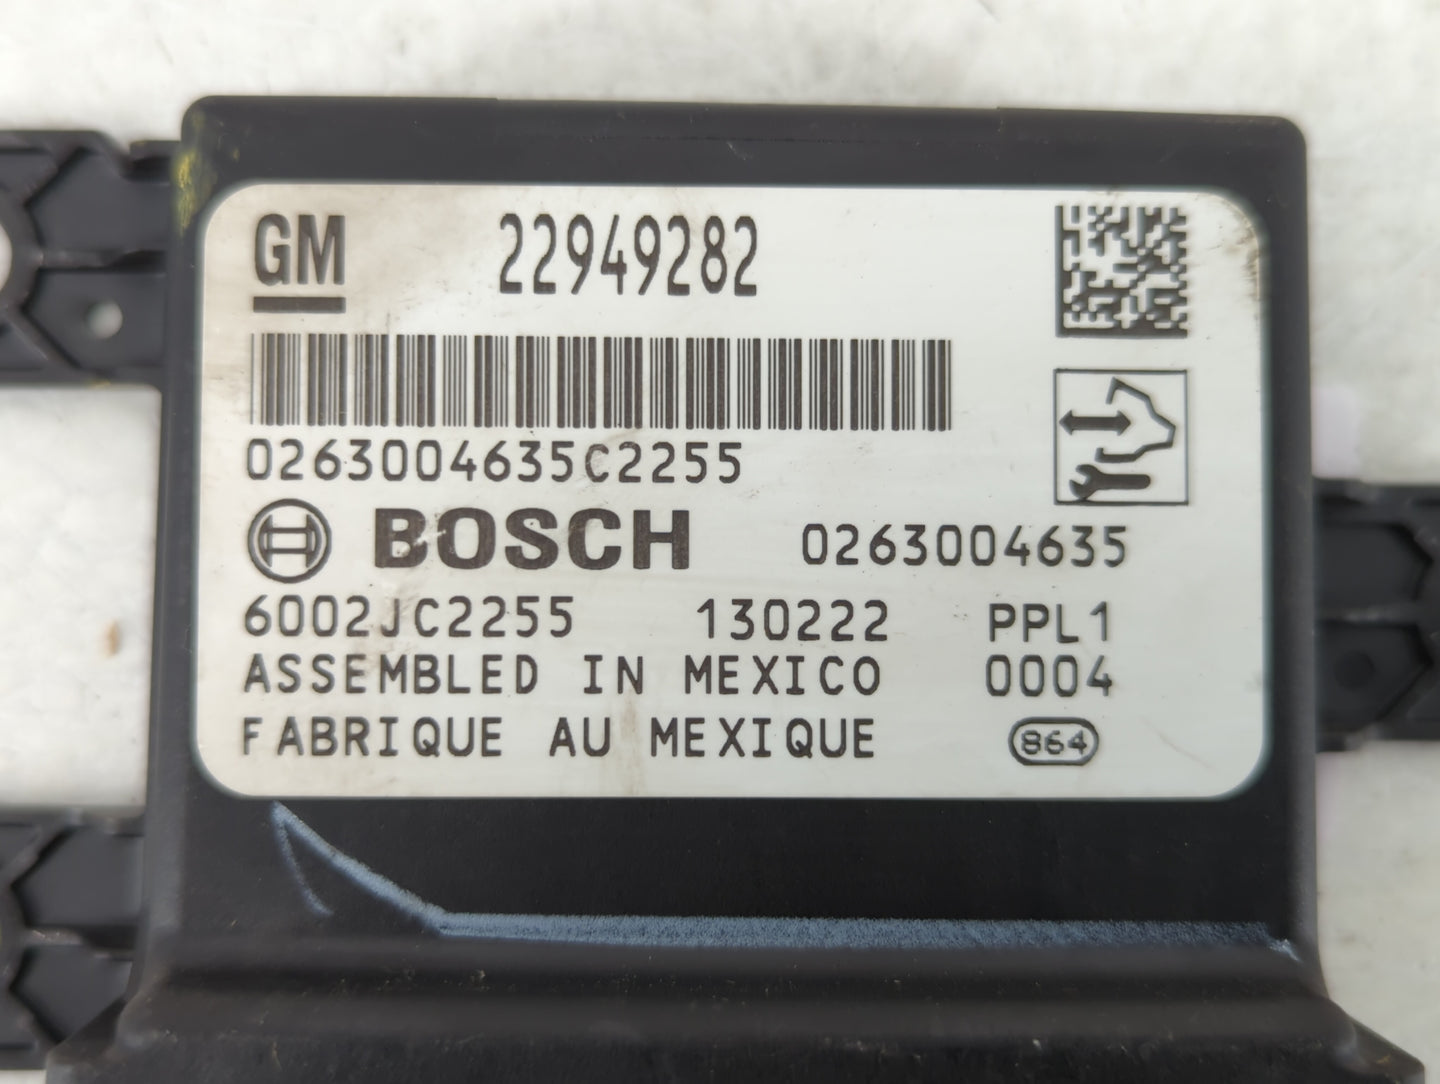 GM 22949282
0263004635C2255
BOSCH 0263004635
6002JC2255 130222 PPL1
ASSEMBLED IN MEXICO 0004
FABRIQUE AU MEXIQUE 864